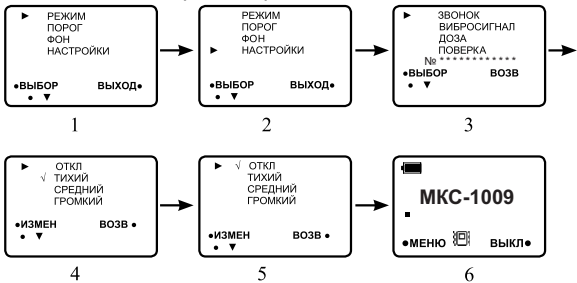 ► РЕЖИМ
ПОРОГ
ФОН
НАСТРОЙКИ
●ВЫБОР ВЫХОД●
● ▼
1
РЕЖИМ
ПОРОГ
ФОН
► НАСТРОЙКИ
●ВЫБОР ВЫХОД●
● ▼
2
► ЗВОНОК
ВИБРОСИГНАЛ
ДОЗА
ПОВЕРКА
№ ************
●ВЫБОР ВОЗВ
● ▼
3
► ОТКЛ
√ ТИХИЙ
СРЕДНИЙ
ГРОМКИЙ
●ИЗМЕН ВОЗВ ●
● ▼
4
► √ ОТКЛ
ТИХИЙ
СРЕДНИЙ
ГРОМКИЙ
●ИЗМЕН ВОЗВ ●
● ▼
5
МКС-1009
●МЕНЮ ВЫКЛ●
6